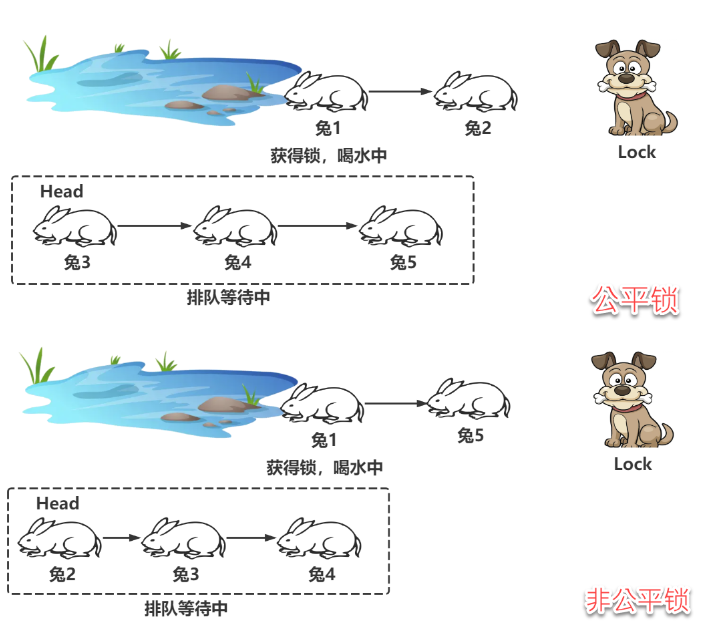 兔1
兔2
获得锁，喝水中
Lock
Head
兔3
兔4
兔5
排队等待中
公平锁
兔1
兔5
获得锁，喝水中
Lock
Head
兔2
兔3
兔4
排队等待中
非公平锁